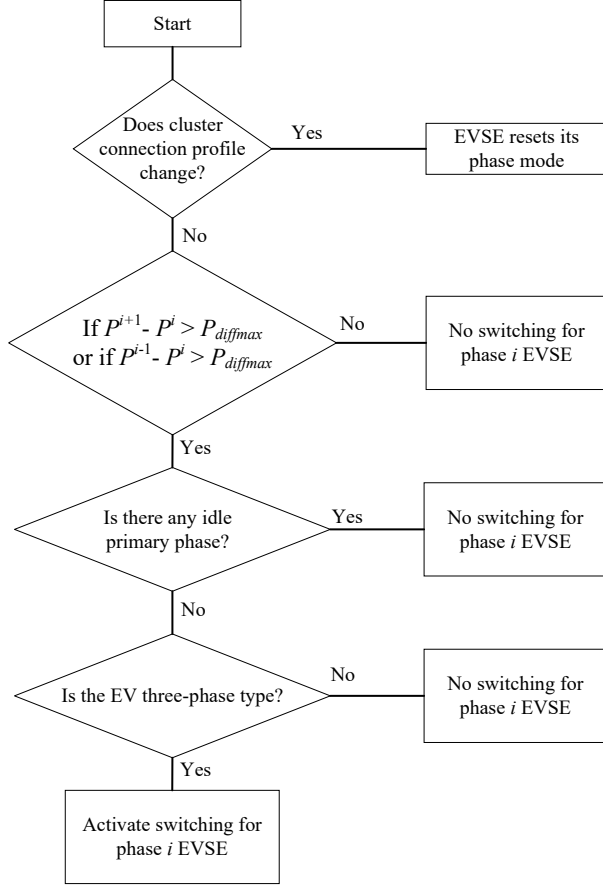 Start
Does cluster
connection profile
change?
Yes
EVSE resets its
phase mode
No
If P^{i+1}- P^{i} > P_{diffmax}
or if P^{i-1}- P^{i} > P_{diffmax}
No
No switching for
phase i EVSE
Yes
Is there any idle
primary phase?
Yes
No switching for
phase i EVSE
No
Is the EV three-phase type?
No
No switching for
phase i EVSE
Yes
Activate switching for
phase i EVSE